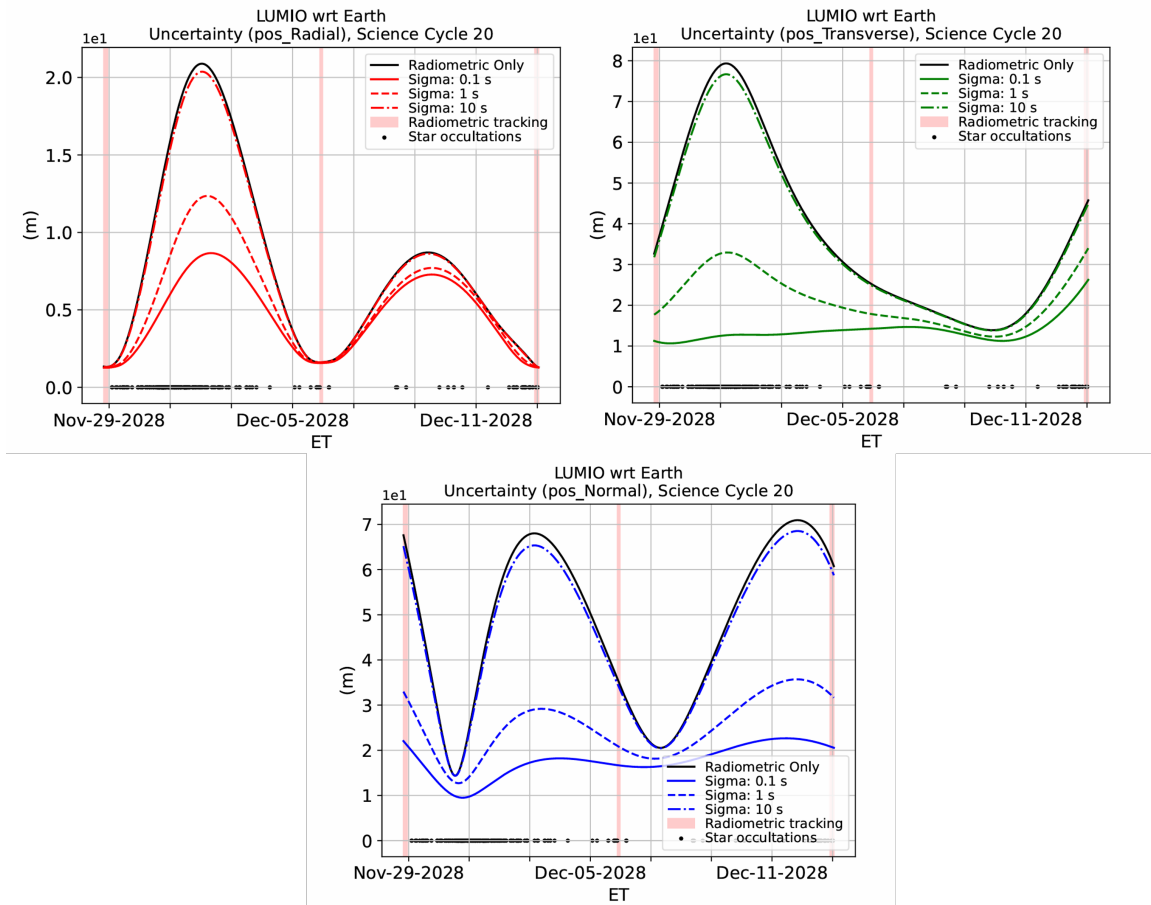 LUMIO wrt Earth
Uncertainty (pos_Radial), Science Cycle 20
1e1
2.0
1.5
1.0
0.5
0.0
(m)
Radiometric Only
Sigma: 0.1 s
Sigma: 1 s
Sigma: 10 s
Radiometric tracking
Star occultations
Nov-29-2028
Dec-05-2028
Dec-11-2028
ET
LUMIO wrt Earth
Uncertainty (pos_Transverse), Science Cycle 20
1e1
8
7
6
5
4
3
2
1
0
(m)
Radiometric Only
Sigma: 0.1 s
Sigma: 1 s
Sigma: 10 s
Radiometric tracking
Star occultations
Nov-29-2028
Dec-05-2028
Dec-11-2028
ET
LUMIO wrt Earth
Uncertainty (pos_Normal), Science Cycle 20
1e1
7
6
5
4
3
2
1
0
(m)
Radiometric Only
Sigma: 0.1 s
Sigma: 1 s
Sigma: 10 s
Radiometric tracking
Star occultations
Nov-29-2028
Dec-05-2028
Dec-11-2028
ET